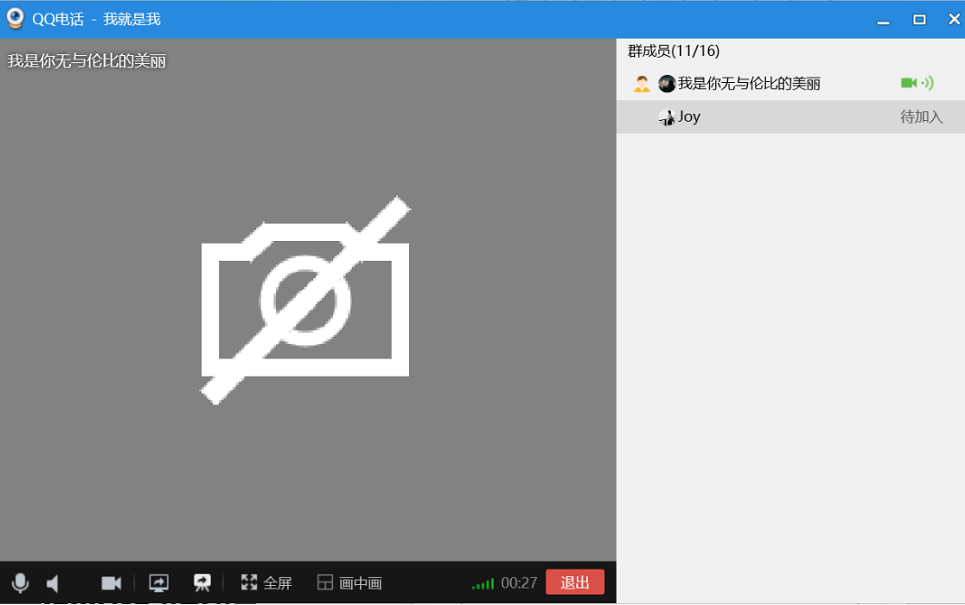 QQ电话 - 我就是我
我是你无与伦比的美丽
群成员(11/16)
我是你无与伦比的美丽
Joy 待加入
全屏 画中画 00:27 退出